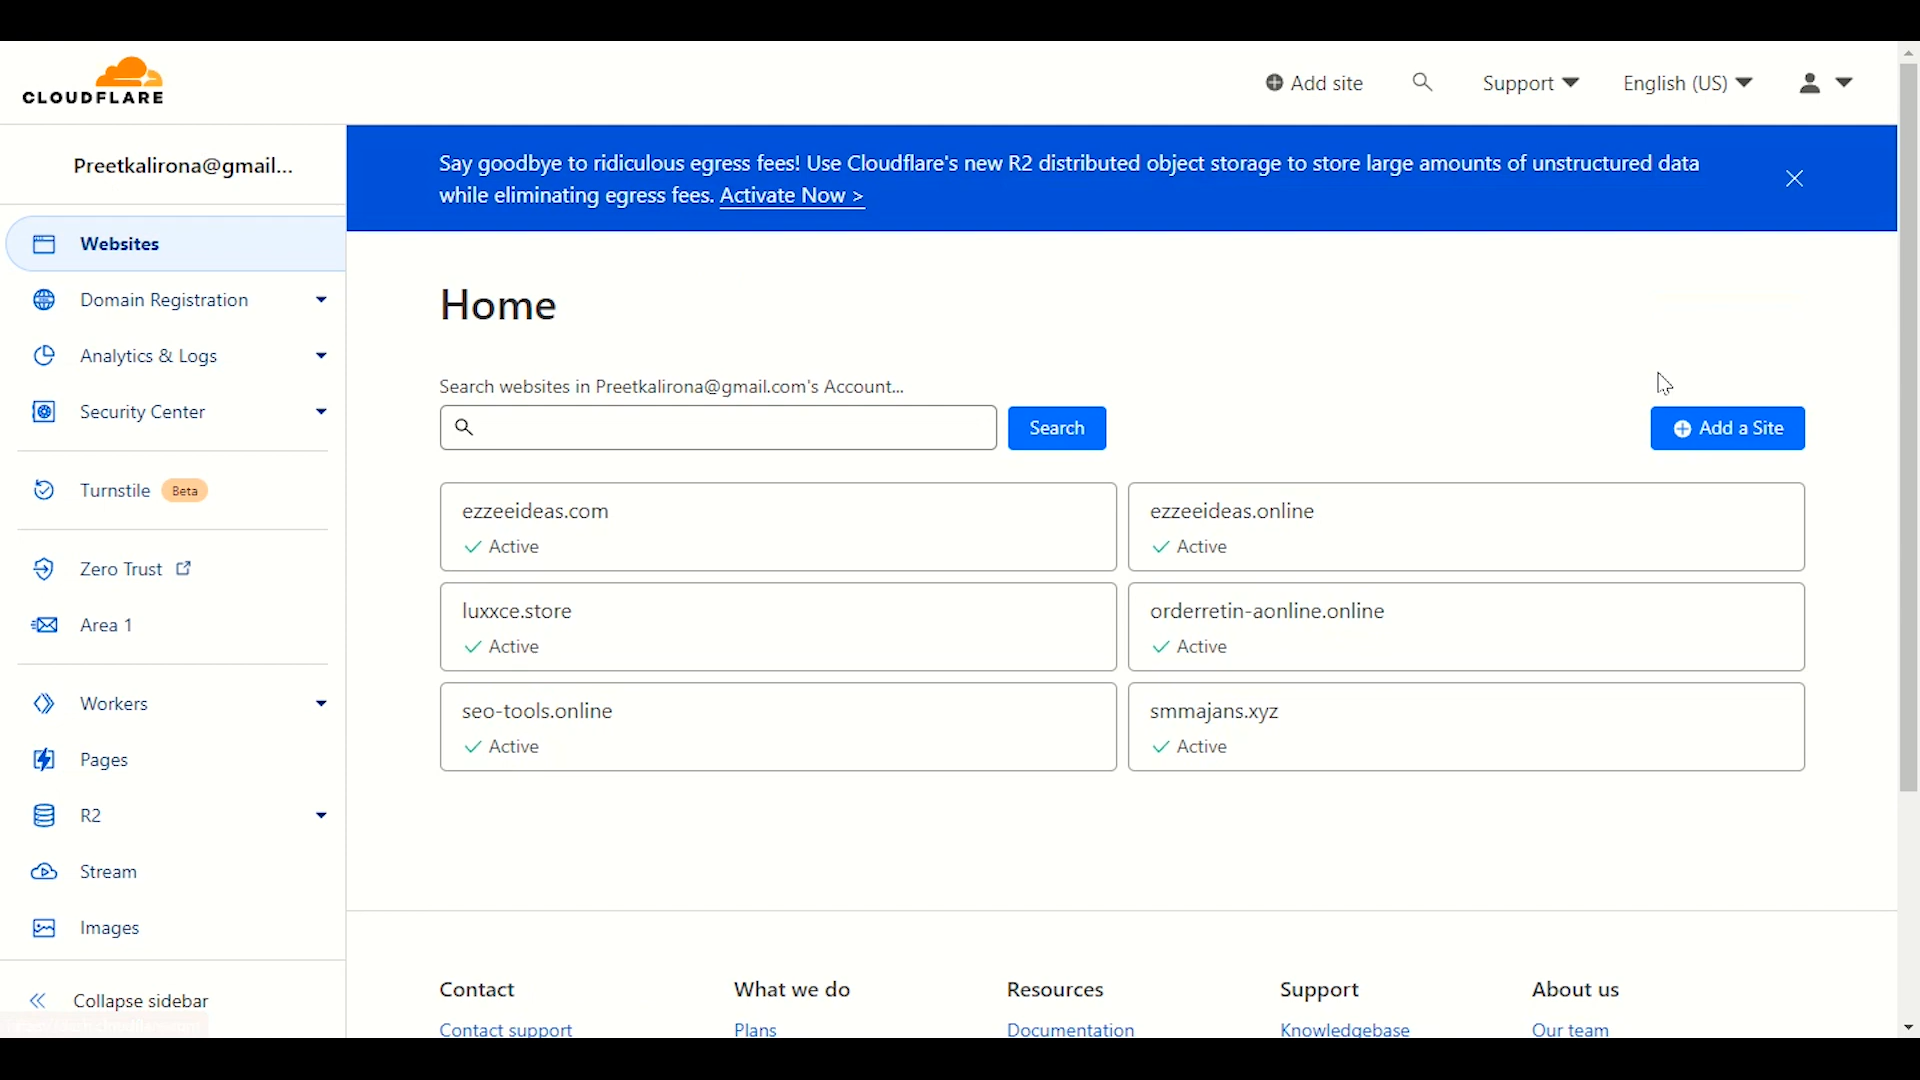 CLOUDFLARE
Add site
Support
English (US)
Preetkalirona@gmail...
Websites
Domain Registration
Analytics & Logs
Security Center
Turnstile Beta
Zero Trust
Area 1
Workers
Pages
R2
Stream
Images
Collapse sidebar
Say goodbye to ridiculous egress fees! Use Cloudflare's new R2 distributed object storage to store large amounts of unstructured data
while eliminating egress fees. Activate Now >
Home
Search websites in Preetkalirona@gmail.com's Account...
Search
Add a Site
ezzeeideas.com
Active
ezzeeideas.online
Active
luxxce.store
Active
orderretin-aonline.online
Active
seo-tools.online
Active
smmajans.xyz
Active
Contact
Contact support
What we do
Plans
Resources
Documentation
Support
Knowledgebase
About us
Our team